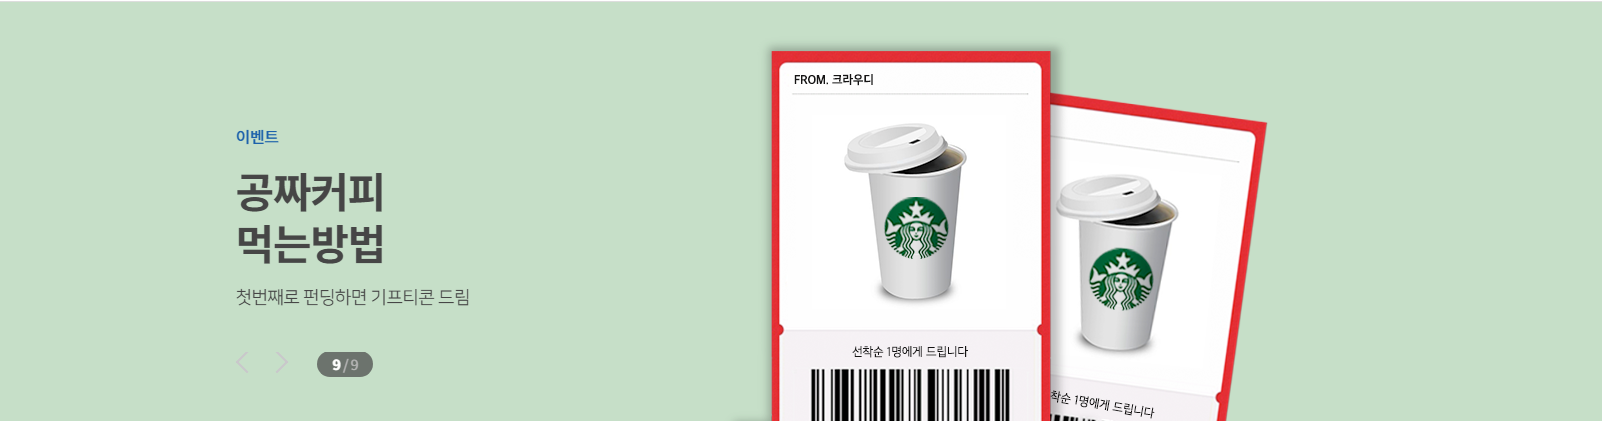 이벤트
공짜커피
먹는방법
첫번째로 펀딩하면 기프티콘 드림
9 / 9
FROM. 크라우디
선착순 1명에게 드립니다
착순 1명에게 드립니다